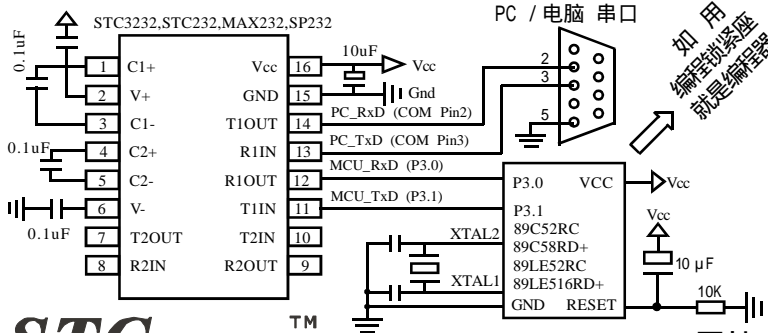 STC3232,STC232,MAX232,SP232
PC / 电脑 串口
如 用
编程锁紧座
就是编程器
0.1uF
0.1uF
0.1uF
1 C1+
2 V+
3 C1-
4 C2+
5 C2-
6 V-
7 T2OUT
8 R2IN
Vcc 16
GND 15
T1OUT 14
R1IN 13
R1OUT 12
T1IN 11
T2IN 10
R2OUT 9
10uF
Vcc
Gnd
PC_RxD (COM Pin2)
PC_TxD (COM Pin3)
MCU_RxD (P3.0)
MCU_TxD (P3.1)
2
3
5
P3.0 VCC
P3.1
89C52RC
89C58RD+
89LE52RC
89LE516RD+
GND RESET
XTAL2
XTAL1
Vcc
Vcc
10 μF
10K
STC
TM